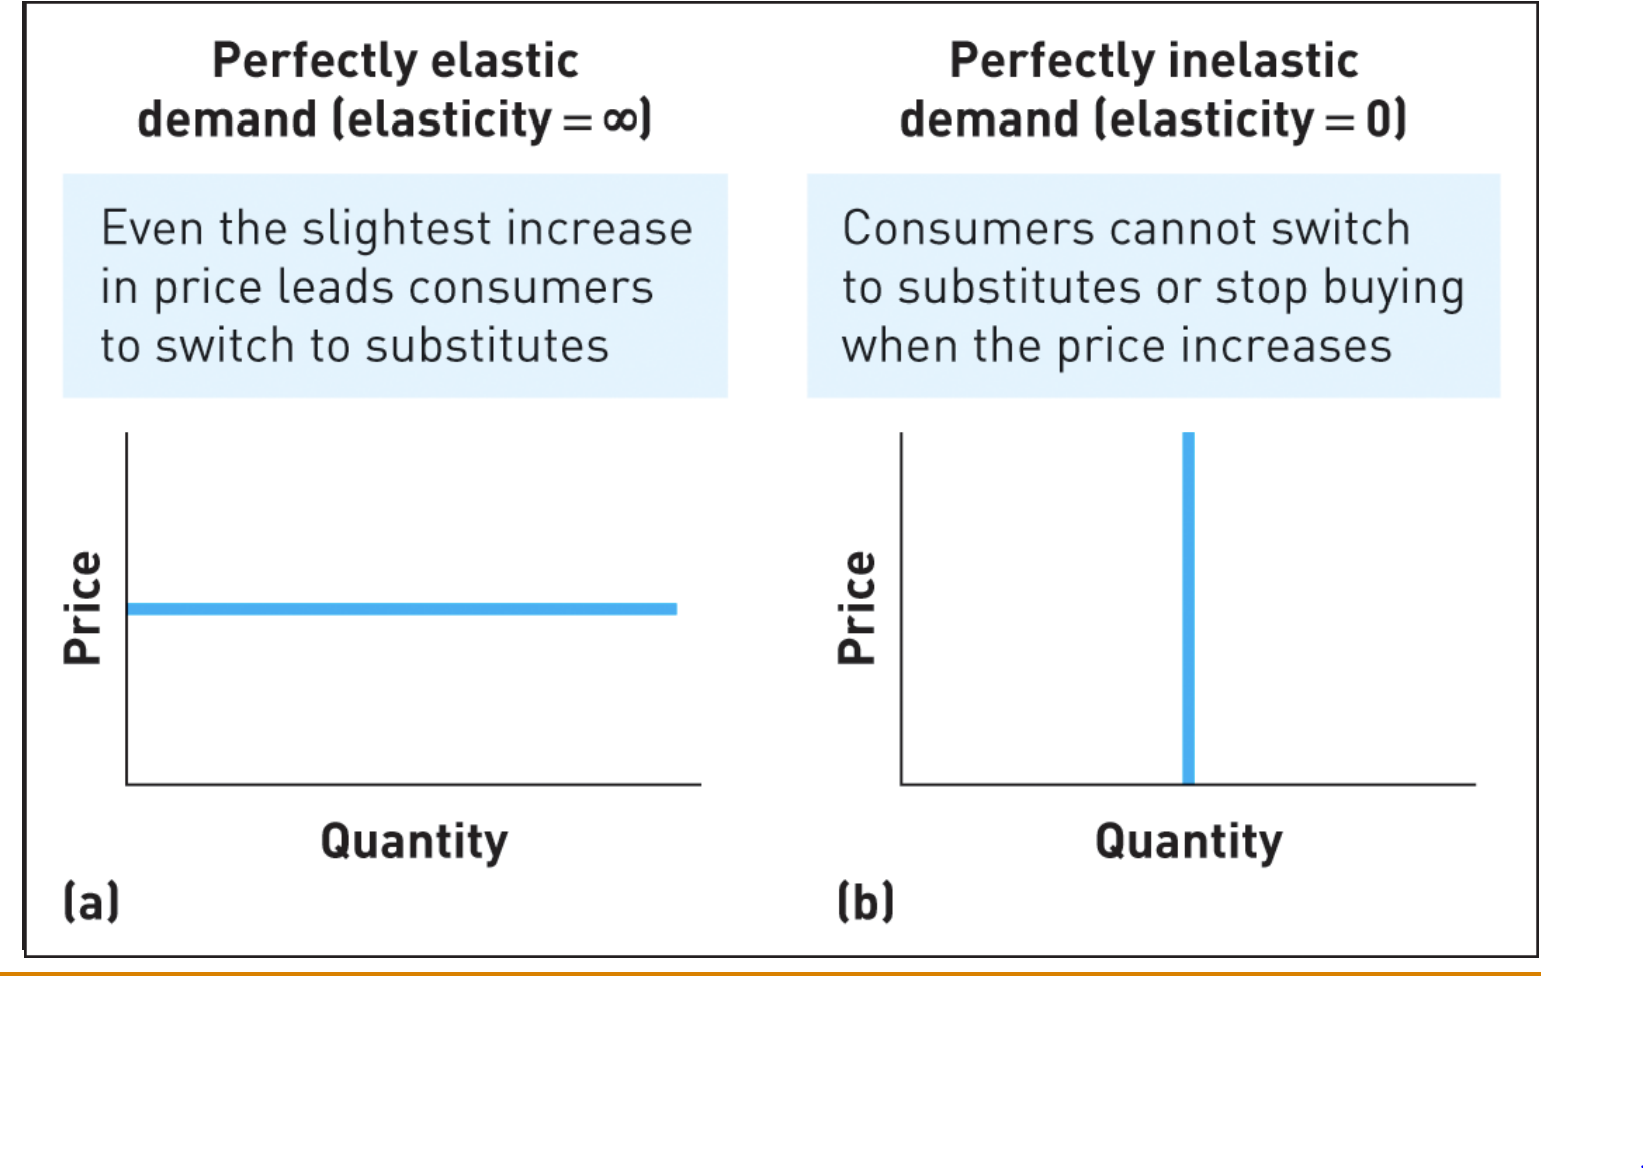 Perfectly elastic
demand (elasticity = ∞)
Even the slightest increase
in price leads consumers
to switch to substitutes
Price
Quantity
(a)
Perfectly inelastic
demand (elasticity = 0)
Consumers cannot switch
to substitutes or stop buying
when the price increases
Price
Quantity
(b)